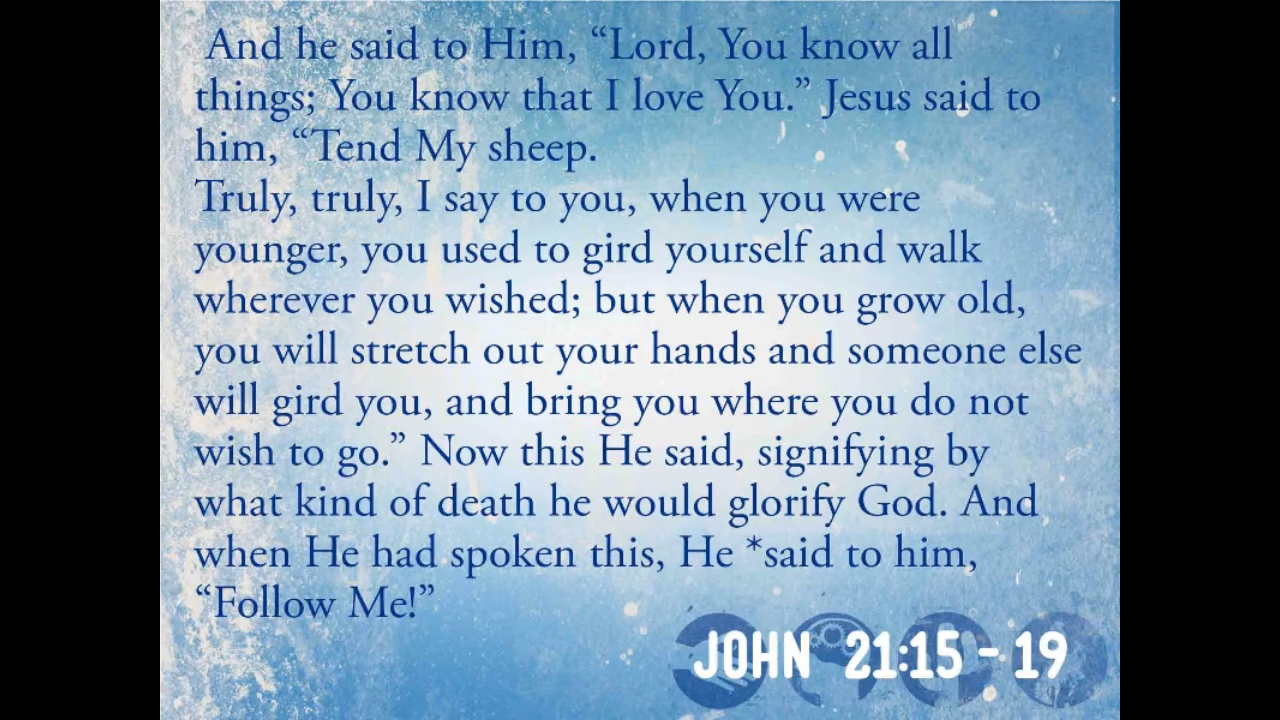 And he said to Him, “Lord, You know all
things; You know that I love You.” Jesus said to
him, “Tend My sheep.
Truly, truly, I say to you, when you were
younger, you used to gird yourself and walk
wherever you wished; but when you grow old,
you will stretch out your hands and someone else
will gird you, and bring you where you do not
wish to go.” Now this He said, signifying by
what kind of death he would glorify God. And
when He had spoken this, He *said to him,
“Follow Me!”
JOHN 21:15 - 19